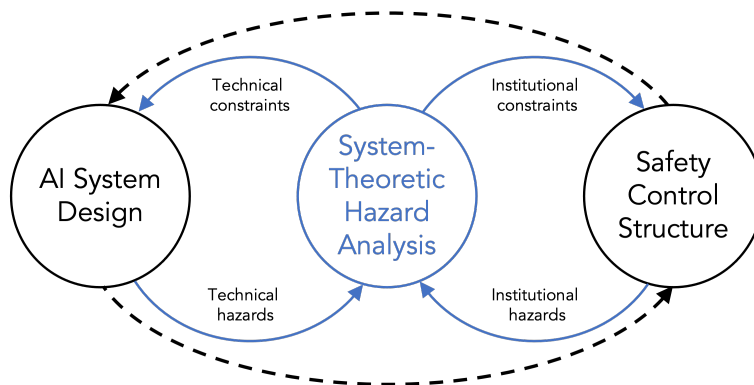 Technical
constraints
Institutional
constraints
AI System
Design
System-
Theoretic
Hazard
Analysis
Safety
Control
Structure
Technical
hazards
Institutional
hazards